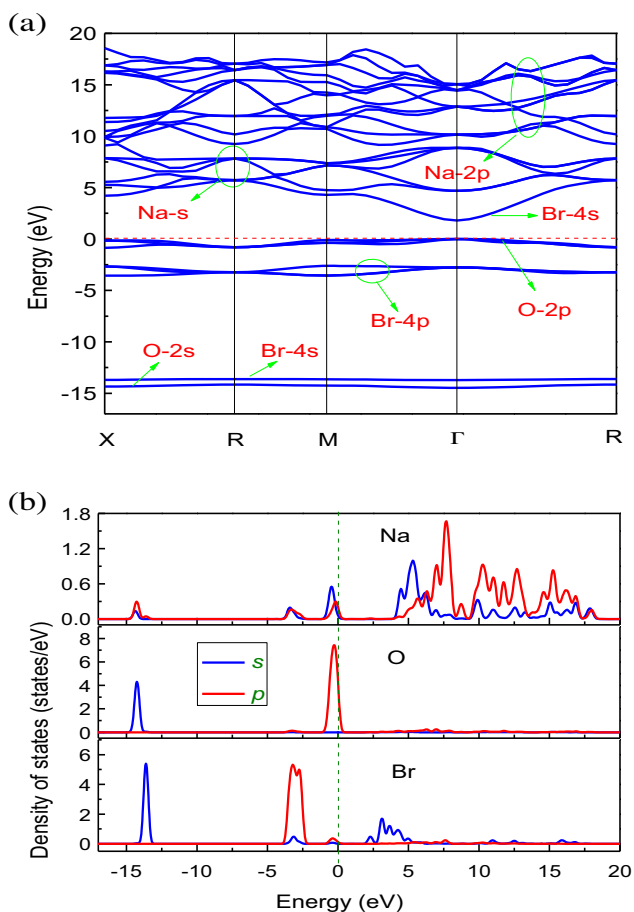 (a)
20
15
10
5
0
-5
-10
-15
Energy (eV)
Na-s
Na-2p
Br-4s
O-2p
Br-4p
O-2s
Br-4s
X R M Γ R
(b)
1.8
1.2
0.6
0.0
Na
8
6
4
2
0
s
p
O
6
4
2
0
Br
Density of states (states/eV)
-15 -10 -5 0 5 10 15 20
Energy (eV)